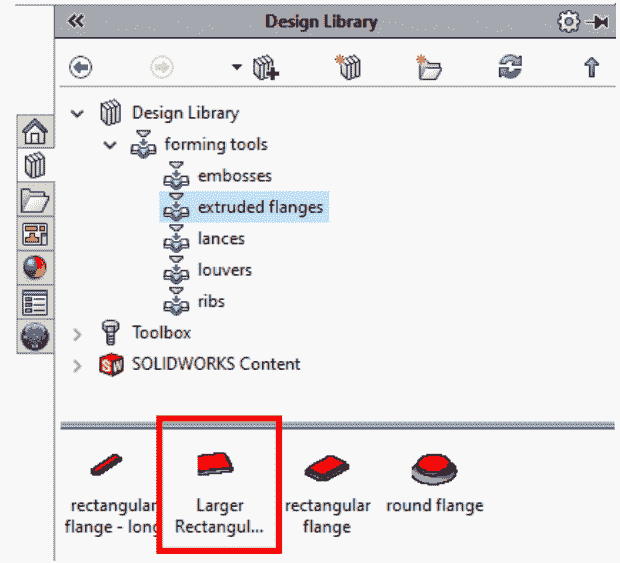 Design Library
Design Library
forming tools
embosses
extruded flanges
lances
louvers
ribs
Toolbox
SW
SOLIDWORKS Content
rectangular
flange - long
Larger
Rectangul...
rectangular
flange
round flange